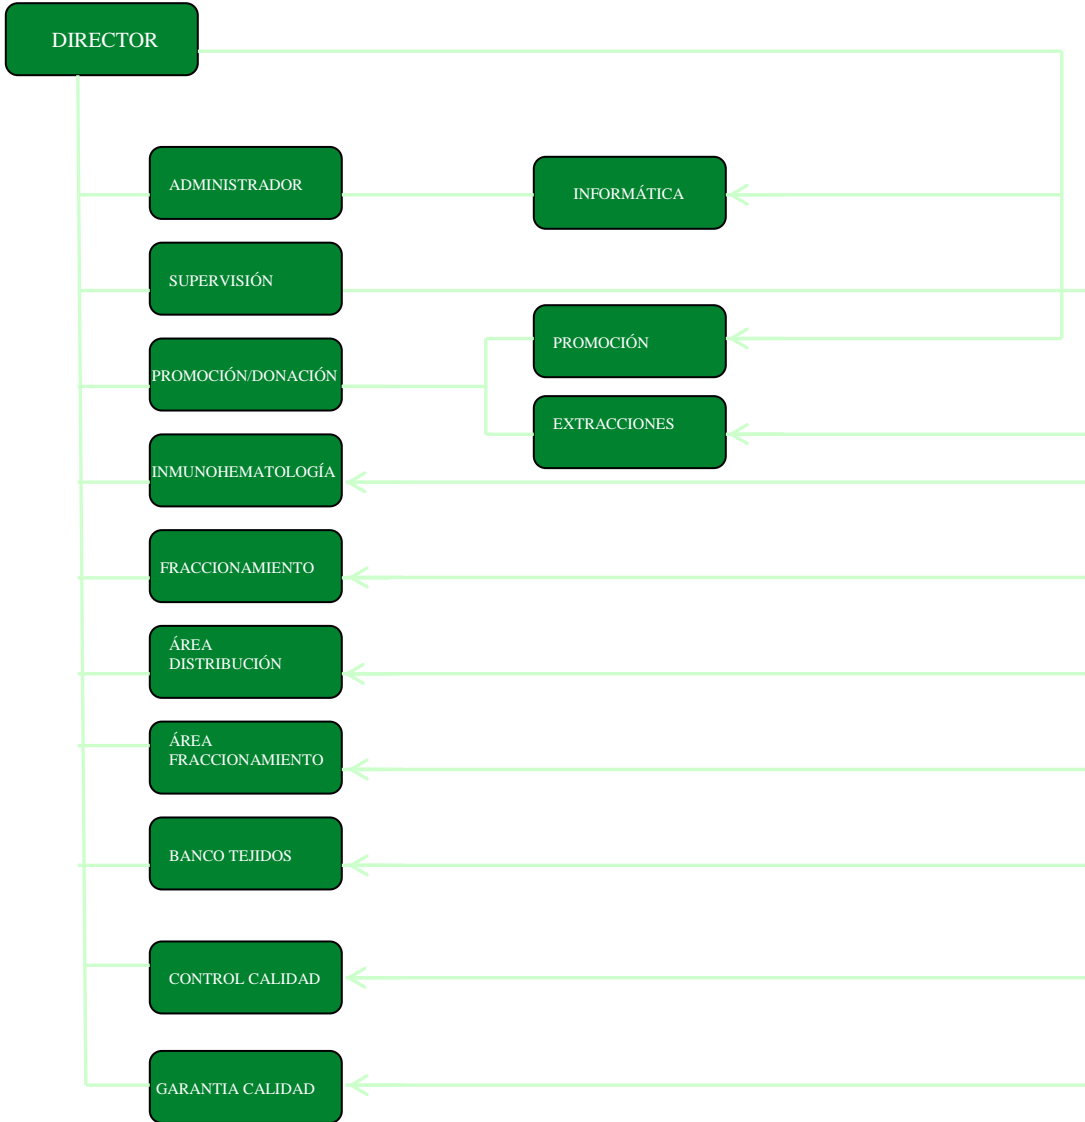 DIRECTOR
ADMINISTRADOR
INFORMÁTICA
SUPERVISIÓN
PROMOCIÓN
PROMOCIÓN/DONACIÓN
EXTRACCIONES
INMUNOHEMATOLOGÍA
FRACCIONAMIENTO
ÁREA
DISTRIBUCIÓN
ÁREA
FRACCIONAMIENTO
BANCO TEJIDOS
CONTROL CALIDAD
GARANTIA CALIDAD